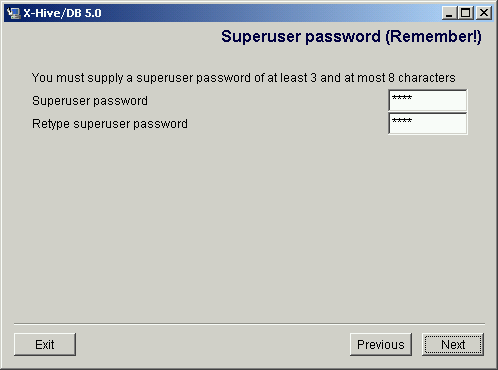 X-Hive/DB 5.0
Superuser password (Remember!)
You must supply a superuser password of at least 3 and at most 8 characters
Superuser password ****
Retype superuser password ****
Exit Previous Next